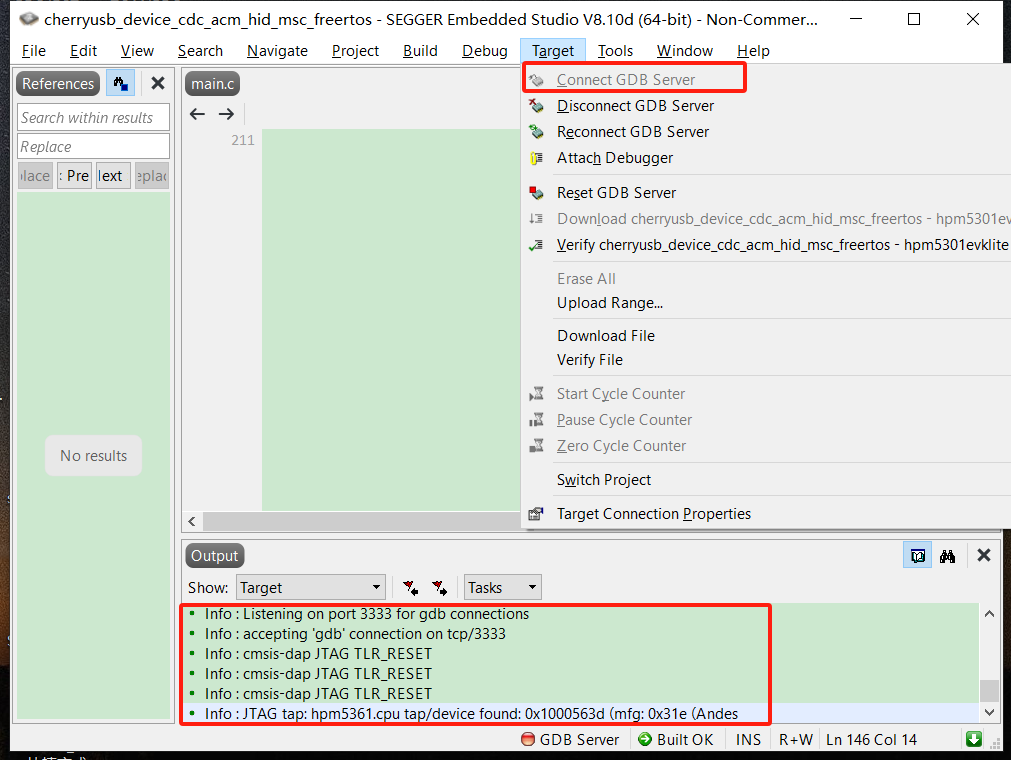 cherryusb_device_cdc_acm_hid_msc_freertos - SEGGER Embedded Studio V8.10d (64-bit) - Non-Commer...
File Edit View Search Navigate Project Build Debug Target Tools Window Help
References
Search within results
Replace
: Pre
No results
main.c
211
Connect GDB Server
Disconnect GDB Server
Reconnect GDB Server
Attach Debugger
Reset GDB Server
Download cherryusb_device_cdc_acm_hid_msc_freertos - hpm5301ev
Verify cherryusb_device_cdc_acm_hid_msc_freertos - hpm5301evklite
Erase All
Upload Range...
Download File
Verify File
Start Cycle Counter
Pause Cycle Counter
Zero Cycle Counter
Switch Project
Target Connection Properties
Output
Show: Target Tasks
Info : Listening on port 3333 for gdb connections
Info : accepting 'gdb' connection on tcp/3333
Info : cmsis-dap JTAG TLR_RESET
Info : cmsis-dap JTAG TLR_RESET
Info : cmsis-dap JTAG TLR_RESET
Info : JTAG tap: hpm5361.cpu tap/device found: 0x1000563d (mfg: 0x31e (Andes
GDB Server Built OK INS R+W Ln 146 Col 14